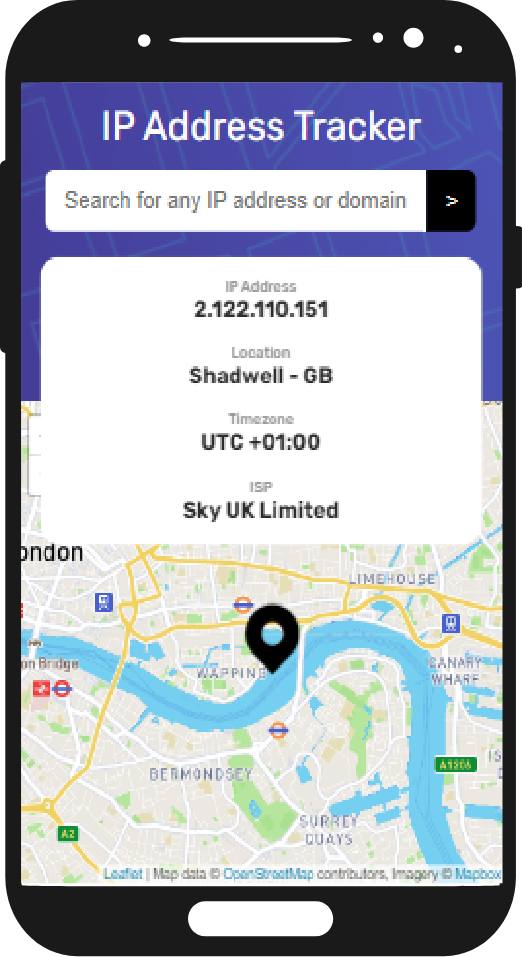 IP Address Tracker
Search for any IP address or domain
>
IP Address
2.122.110.151
Location
Shadwell - GB
Timezone
UTC +01:00
ISP
Sky UK Limited
ondon
LIMEHOUSE
on Bridge
WAPPING
CANARY
WHARF
A1206
IS
BERMONDSEY
SURREY
QUAYS
A2
Leaflet | Map data © OpenStreetMap contributors, Imagery © Mapbox